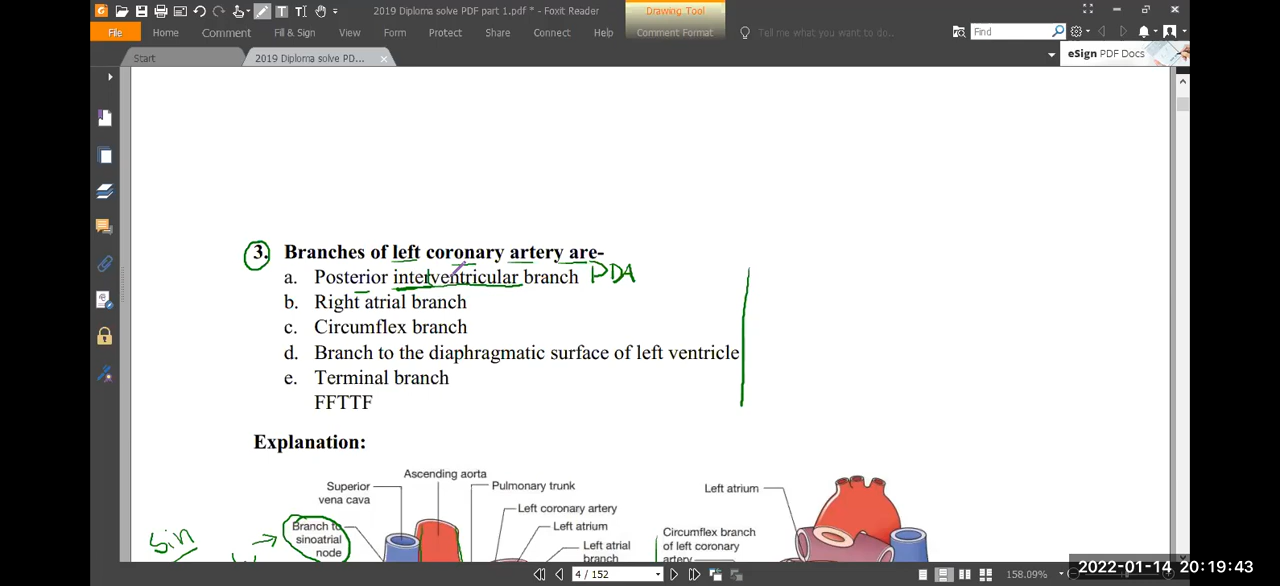 2019 Diploma solve PDF part 1.pdf * - Foxit Reader
Drawing Tool
File
Home
Comment
Fill & Sign
View
Form
Protect
Share
Connect
Help
Comment Format
Tell me what you want to do..
Find
Start
2019 Diploma solve PD...
eSign PDF Docs
3. Branches of left coronary artery are-
a. Posterior interventricular branch PDA
b. Right atrial branch
c. Circumflex branch
d. Branch to the diaphragmatic surface of left ventricle
e. Terminal branch
FFTTF
Explanation:
Ascending aorta
Superior
vena cava
Pulmonary trunk
Left coronary artery
Branch to
sinoatrial
node
Left atrium
Left atrial
branch
Left atrium
Circumflex branch
of left coronary
artery
Sin
4 / 152
158.09%
2022-01-14 20:19:43